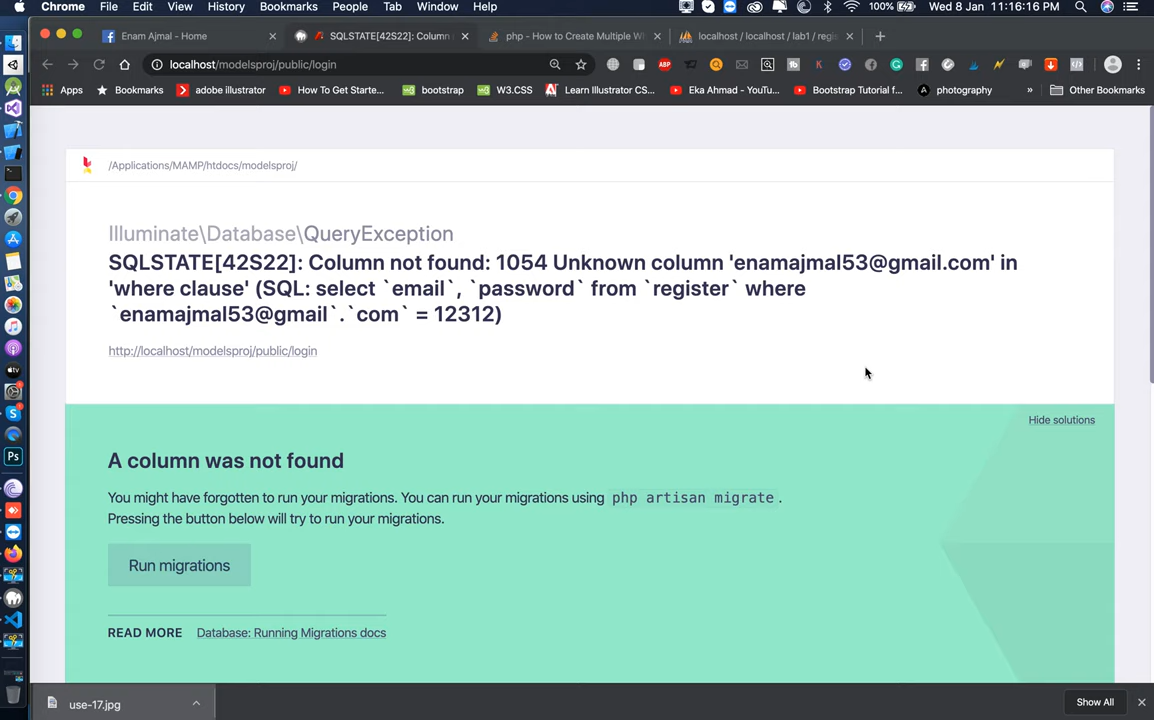 Chrome File Edit View History Bookmarks People Tab Window Help 100% Wed 8 Jan 11:16:16 PM
Enam Ajmal - Home SQLSTATE[42S22]: Column php - How to Create Multiple W localhost / localhost / lab1 / regi
localhost/modelsproj/public/login ABP
Apps Bookmarks adobe illustrator How To Get Starte... bootstrap W3.CSS Learn Illustrator CS... Eka Ahmad - YouTu... Bootstrap Tutorial f... photography » Other Bookmarks
/Applications/MAMP/htdocs/modelsproj/
Illuminate\Database\QueryException
SQLSTATE[42S22]: Column not found: 1054 Unknown column 'enamajmal53@gmail.com' in
'where clause' (SQL: select `email`, `password` from `register` where
`enamajmal53@gmail`.`com` = 12312)
http://localhost/modelsproj/public/login
Hide solutions
A column was not found
You might have forgotten to run your migrations. You can run your migrations using php artisan migrate.
Pressing the button below will try to run your migrations.
Run migrations
READ MORE Database: Running Migrations docs
Ps
use-17.jpg
Show All